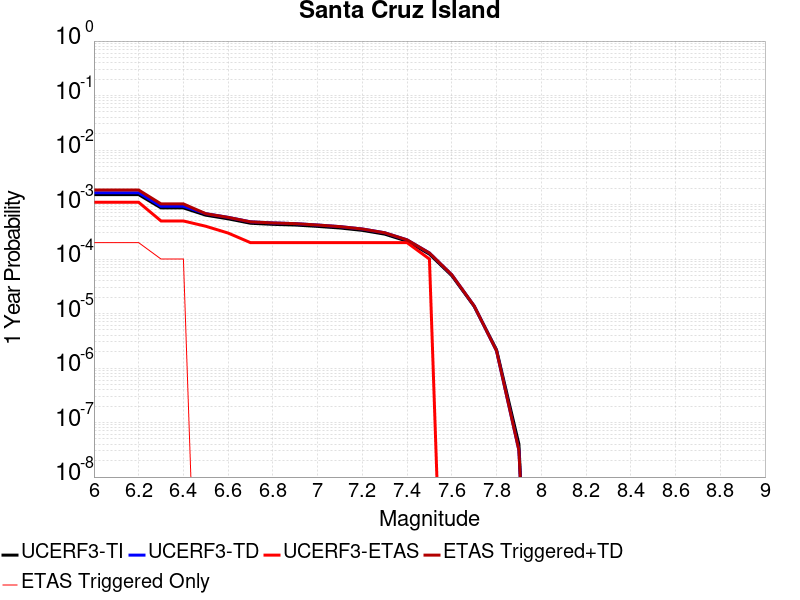 Santa Cruz Island
10^0
10^-1
10^-2
10^-3
10^-4
10^-5
10^-6
10^-7
10^-8
1 Year Probability
6 6.2 6.4 6.6 6.8 7 7.2 7.4 7.6 7.8 8 8.2 8.4 8.6 8.8 9
Magnitude
UCERF3-TI UCERF3-TD UCERF3-ETAS ETAS Triggered+TD
ETAS Triggered Only